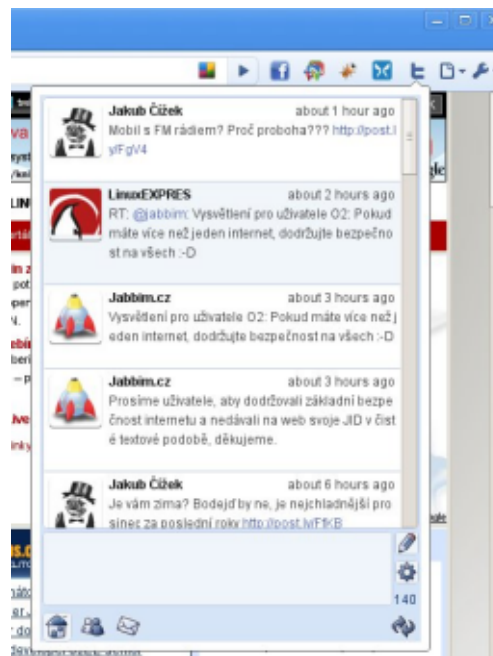 Jakub Čížek about 1 hour ago
Mobil s FM rádiem? Proč proboha??? http://post.l
y/FgV4
LinuxEXPRES about 2 hours ago
RT: @jabbim: Vysvětlení pro uživatele O2: Pokud
máte více než jeden internet, dodržujte bezpečno
st na všech :-D
Jabbim.cz about 3 hours ago
Vysvětlení pro uživatele O2: Pokud máte více než j
eden internet, dodržujte bezpečnost na všech :-D
Jabbim.cz about 3 hours ago
Prosíme uživatele, aby dodržovali základní bezpe
čnost internetu a nedávali na web svoje JID v čist
é textové podobě, děkujeme.
Jakub Čížek about 6 hours ago
Je vám zima? Bodejď by ne, je nejchladnější pro
sinec za poslední roky http://post.ly/FfKB
140